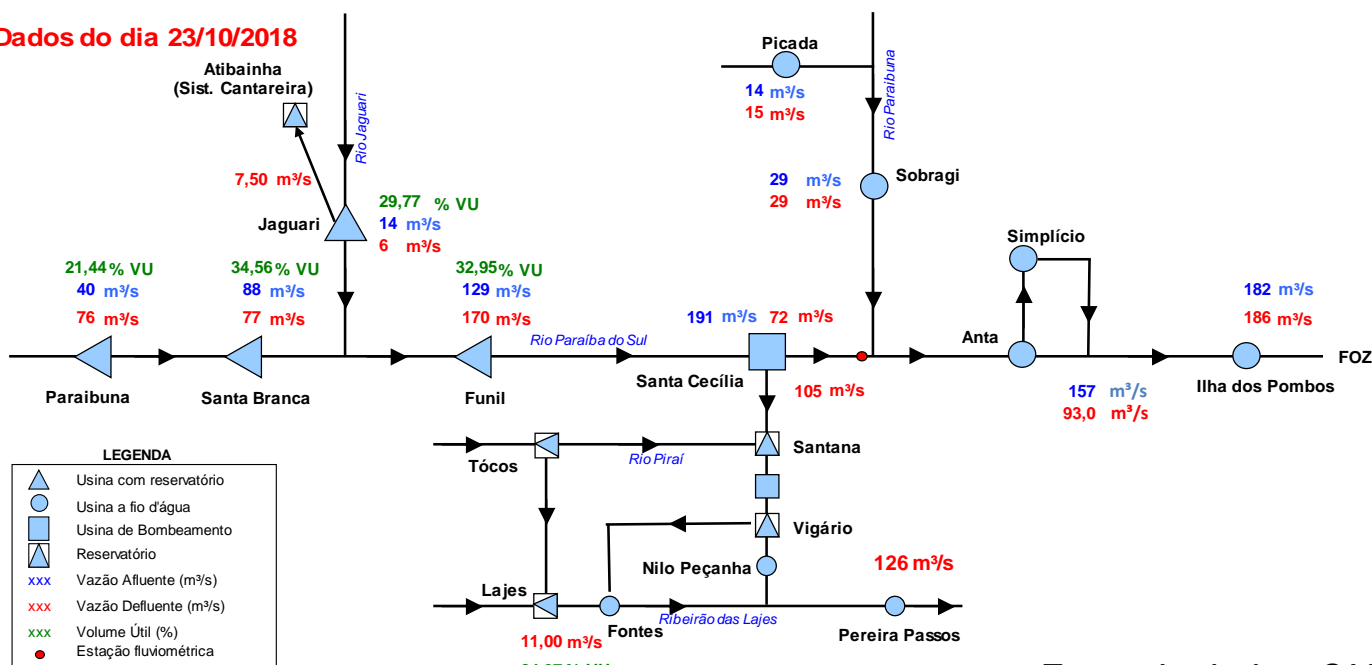 Dados do dia 23/10/2018
Atibainha
(Sist. Cantareira)
Rio Jaguari
7,50 m³/s
Jaguari
29,77 % VU
14 m³/s
6 m³/s
Picada
14 m³/s
15 m³/s
Rio Paraibuna
Sobragi
29 m³/s
29 m³/s
Simplício
21,44% VU
40 m³/s
76 m³/s
Paraibuna
34,56% VU
88 m³/s
77 m³/s
Santa Branca
32,95% VU
129 m³/s
170 m³/s
Funil
Rio Paraíba do Sul
191 m³/s 72 m³/s
Santa Cecília
105 m³/s
Anta
157 m³/s
93,0 m³/s
182 m³/s
186 m³/s
Ilha dos Pombos
FOZ
Tócos
Rio Piraí
Santana
Vigário
Nilo Peçanha
126 m³/s
Lajes
11,00 m³/s
Fontes
Ribeirão das Lajes
Pereira Passos
LEGENDA
Usina com reservatório
Usina a fio d'água
Usina de Bombeamento
Reservatório
xxx Vazão Afluente (m³/s)
xxx Vazão Defluente (m³/s)
xxx Volume Útil (%)
Estação fluviométrica